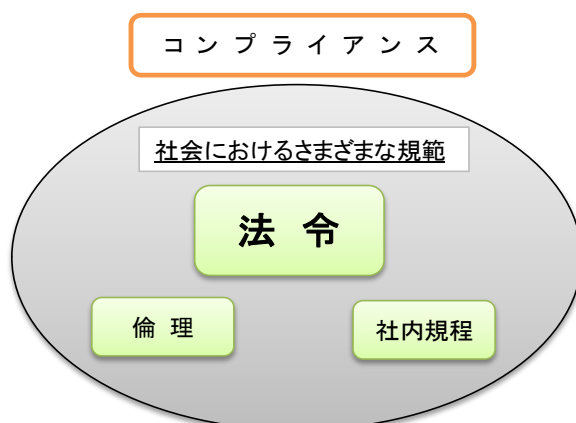 コンプライアンス
社会におけるさまざまな規範
法令
倫理
社内規程